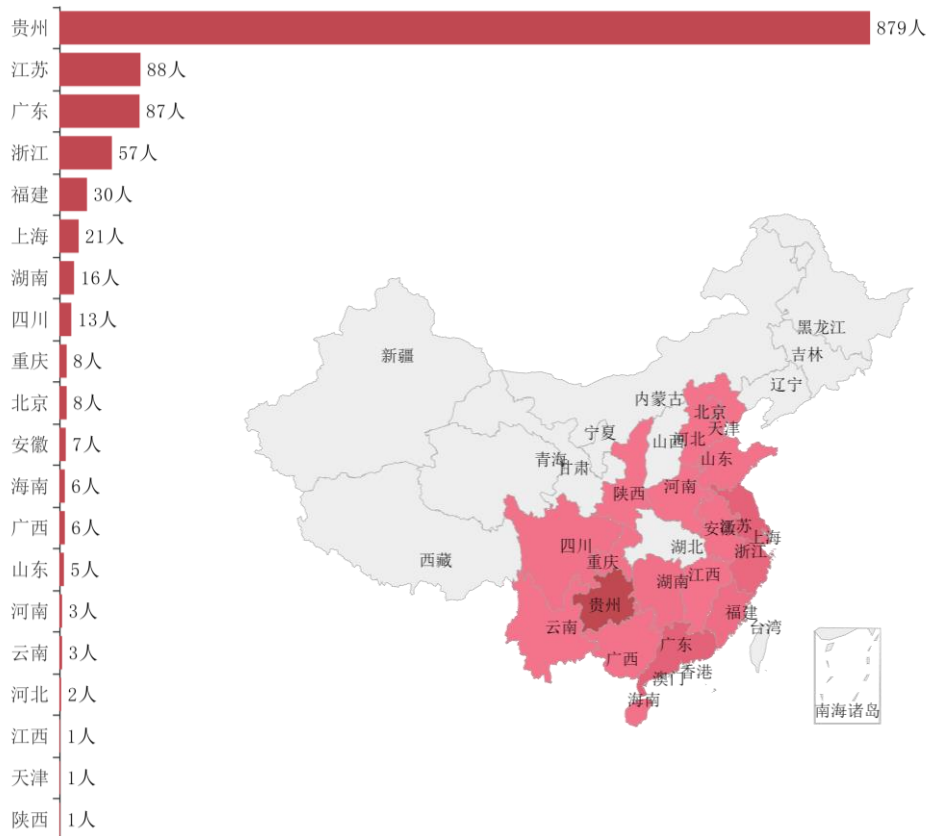 贵州 879人
江苏 88人
广东 87人
浙江 57人
福建 30人
上海 21人
湖南 16人
四川 13人
重庆 8人
北京 8人
安徽 7人
海南 6人
广西 6人
山东 5人
河南 3人
云南 3人
河北 2人
江西 1人
天津 1人
陕西 1人
黑龙江
吉林
新疆
辽宁
内蒙古
北京
宁夏
天津
山西
河北
青海
甘肃
山东
陕西
河南
安徽
江苏
上海
四川
湖北
浙江
西藏
重庆
湖南
江西
贵州
福建
云南
台湾
广东
广西
香港
澳门
海南
南海诸岛